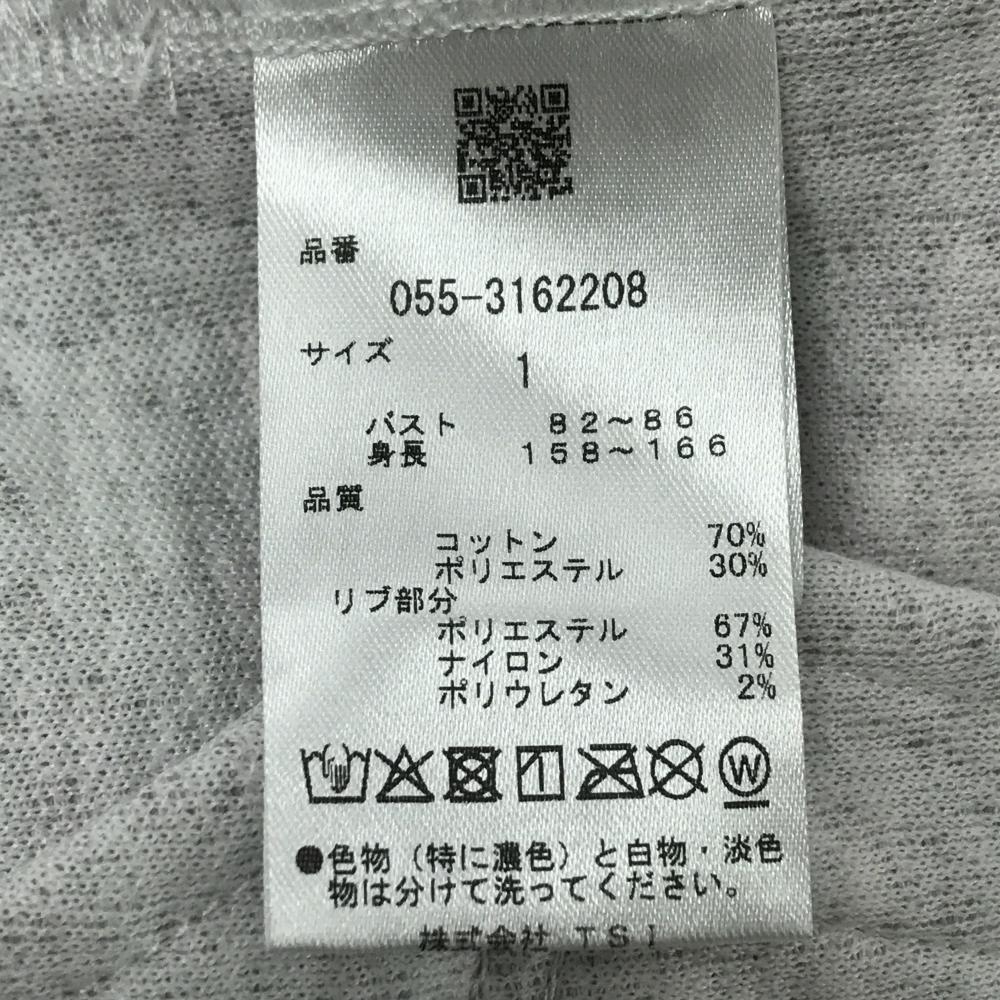 品番
055-3162208
サイズ
1
バスト 82～86
身長 158～166
品質
コットン 70%
ポリエステル 30%
リブ部分
ポリエステル 67%
ナイロン 31%
ポリウレタン 2%
W
●色物（特に濃色）と白物・淡色
物は分けて洗ってください。
株式会社 TSI